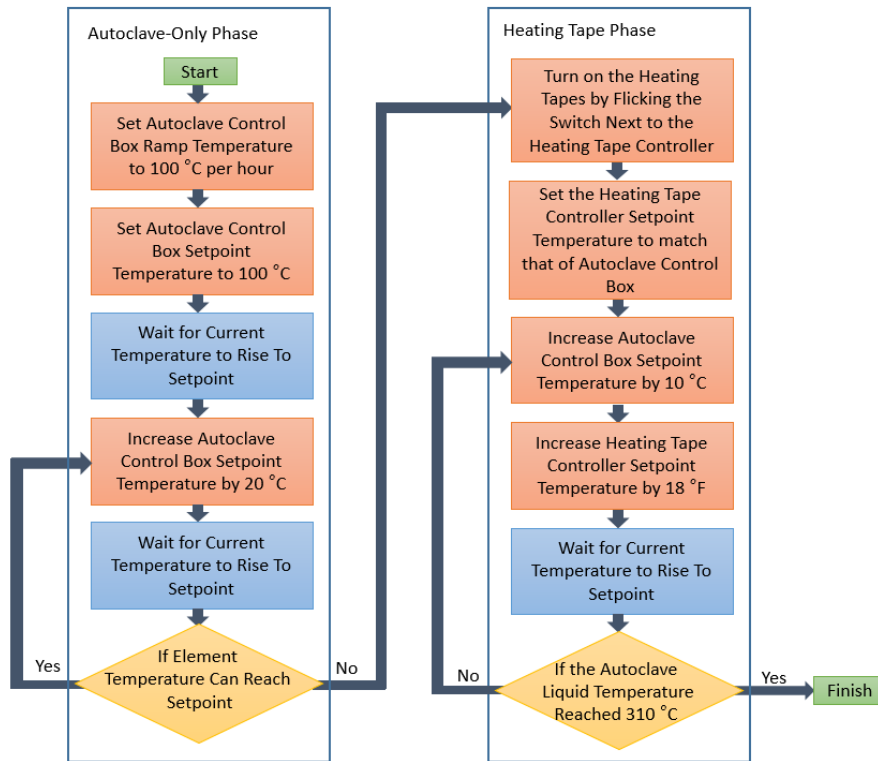 Autoclave-Only Phase
Start
Set Autoclave Control
Box Ramp Temperature
to 100 °C per hour
Set Autoclave Control
Box Setpoint
Temperature to 100 °C
Wait for Current
Temperature to Rise To
Setpoint
Increase Autoclave
Control Box Setpoint
Temperature by 20 °C
Wait for Current
Temperature to Rise To
Setpoint
If Element
Temperature Can Reach
Setpoint
Yes
No
Heating Tape Phase
Turn on the Heating
Tapes by Flicking the
Switch Next to the
Heating Tape Controller
Set the Heating Tape
Controller Setpoint
Temperature to match
that of Autoclave Control
Box
Increase Autoclave
Control Box Setpoint
Temperature by 10 °C
Increase Heating Tape
Controller Setpoint
Temperature by 18 °F
Wait for Current
Temperature to Rise To
Setpoint
If the Autoclave
Liquid Temperature
Reached 310 °C
No
Yes
Finish